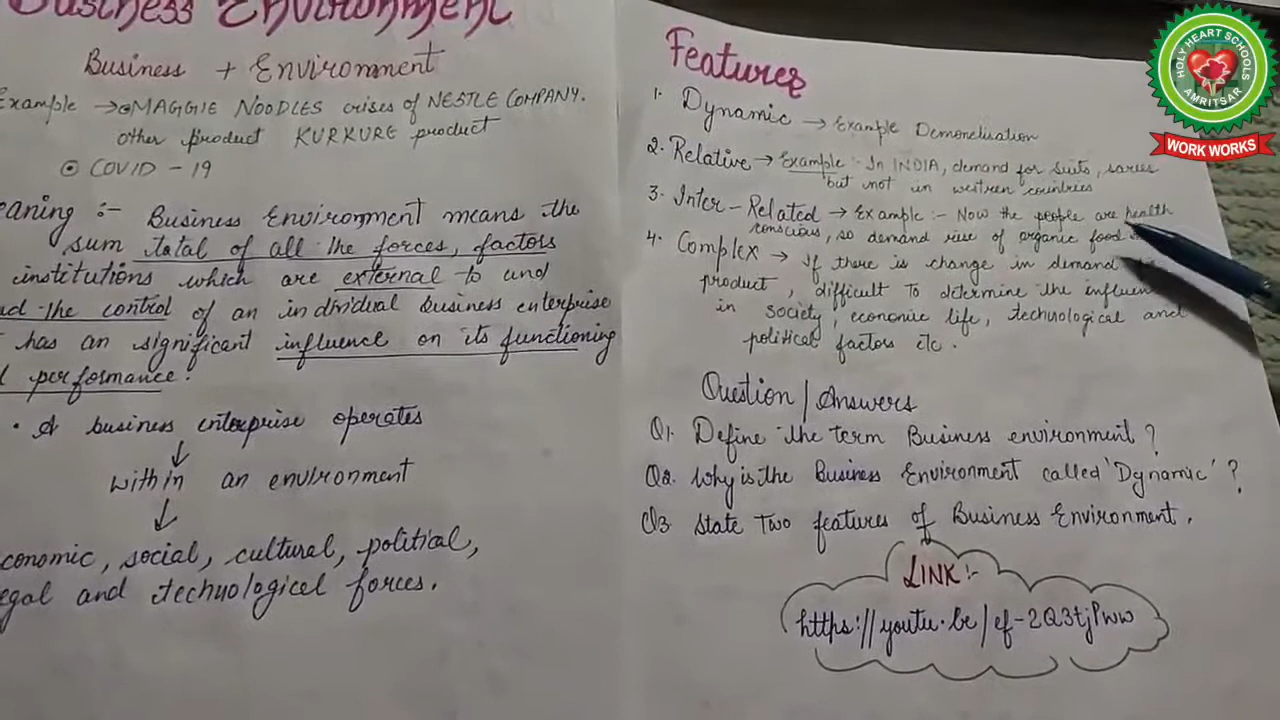 Business Environment
Business + Environment
Example → MAGGIE NOODLES crises of NESTLE COMPANY.
other product KURKURE product
COVID - 19
eaning :- Business Environment means the
sum total of all the forces, factors
institutions which are external to and
nd the control of an individual business enterprise
has an significant influence on its functioning
performance.
• A business enterprise operates
↓
within an environment
↓
conomic, social, cultural, politial,
egal and technological forces.
Features
1. Dynamic → Example Demonelisation
2. Relative → Example :- In INDIA, demand for suits, sarees
but not in western countries
3. Inter-Related → Example :- Now the people are health
conscious, so demand rise of organic food
4. Complex → If there is change in demand
product, difficult to determine the influen
in society, economic life, technological and
political factors etc.
Question/Answers
Q1. Define the term Business environment?
Q2. Why is the Business Environment called 'Dynamic'?
Q3. State Two features of Business Environment.
LINK:-
https://youtu.be/ef-2Q3tjPww
HOLY HEART SCHOOLS
AMRITSAR
WORK WORKS